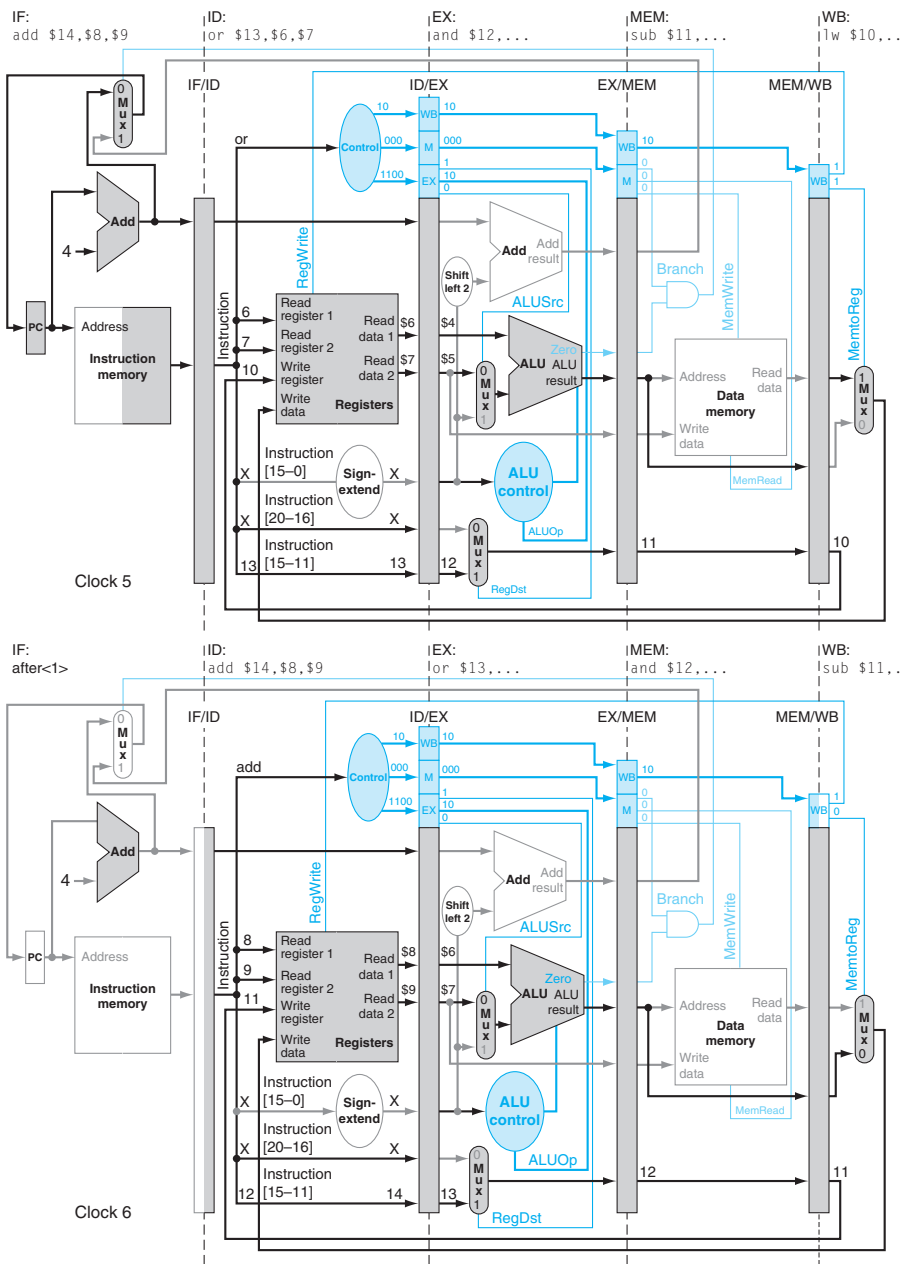 IF: ID: EX: MEM: WB:
add $14,$8,$9 or $13,$6,$7 and $12,... sub $11,... lw $10,..
IF/ID ID/EX EX/MEM MEM/WB
0
M
u
x
1
or
Control
10 WB 10
000 M 000
1100 EX
1
10
0
WB 10
M
0
0
0
WB
1
1
Add
4
RegWrite
Add Add
result
Shift
left 2
ALUSrc
Branch
MemWrite
MemtoReg
PC
Address
Instruction
memory
Instruction
6
7
10
Read
register 1
Read
register 2
Write
register
Write
data
Read
data 1
Read
data 2
Registers
$6 $4
$7 $5
0
M
u
x
1
Zero
ALU ALU
result
Address
Read
data
Data
memory
Write
data
MemRead
1
M
u
x
0
X Instruction
[15–0]
Sign-
extend
X
ALU
control
ALUOp
X Instruction
[20–16] X
13 Instruction
[15–11] 13 12
0
M
u
x
1
RegDst
11 10
Clock 5
IF: ID: EX: MEM: WB:
after<1> add $14,$8,$9 or $13,... and $12,... sub $11,..
IF/ID ID/EX EX/MEM MEM/WB
0
M
u
x
1
add
Control
10 WB 10
000 M 000
1100 EX
1
10
0
WB 10
M
0
0
0
WB
1
0
Add
4
RegWrite
Add Add
result
Shift
left 2
ALUSrc
Branch
MemWrite
MemtoReg
PC
Address
Instruction
memory
Instruction
8
9
11
Read
register 1
Read
register 2
Write
register
Write
data
Read
data 1
Read
data 2
Registers
$8 $6
$9 $7
0
M
u
x
1
Zero
ALU ALU
result
Address
Read
data
Data
memory
Write
data
MemRead
1
M
u
x
0
X Instruction
[15–0]
Sign-
extend
X
ALU
control
ALUOp
X Instruction
[20–16] X
12 Instruction
[15–11] 14 13
0
M
u
x
1
RegDst
12 11
Clock 6